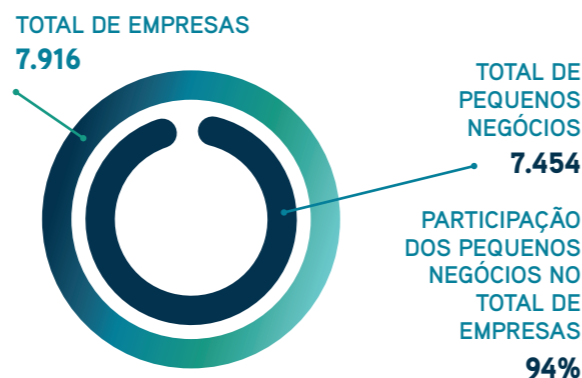 TOTAL DE EMPRESAS
7.916
TOTAL DE
PEQUENOS
NEGÓCIOS
7.454
PARTICIPAÇÃO
DOS PEQUENOS
NEGÓCIOS NO
TOTAL DE
EMPRESAS
94%